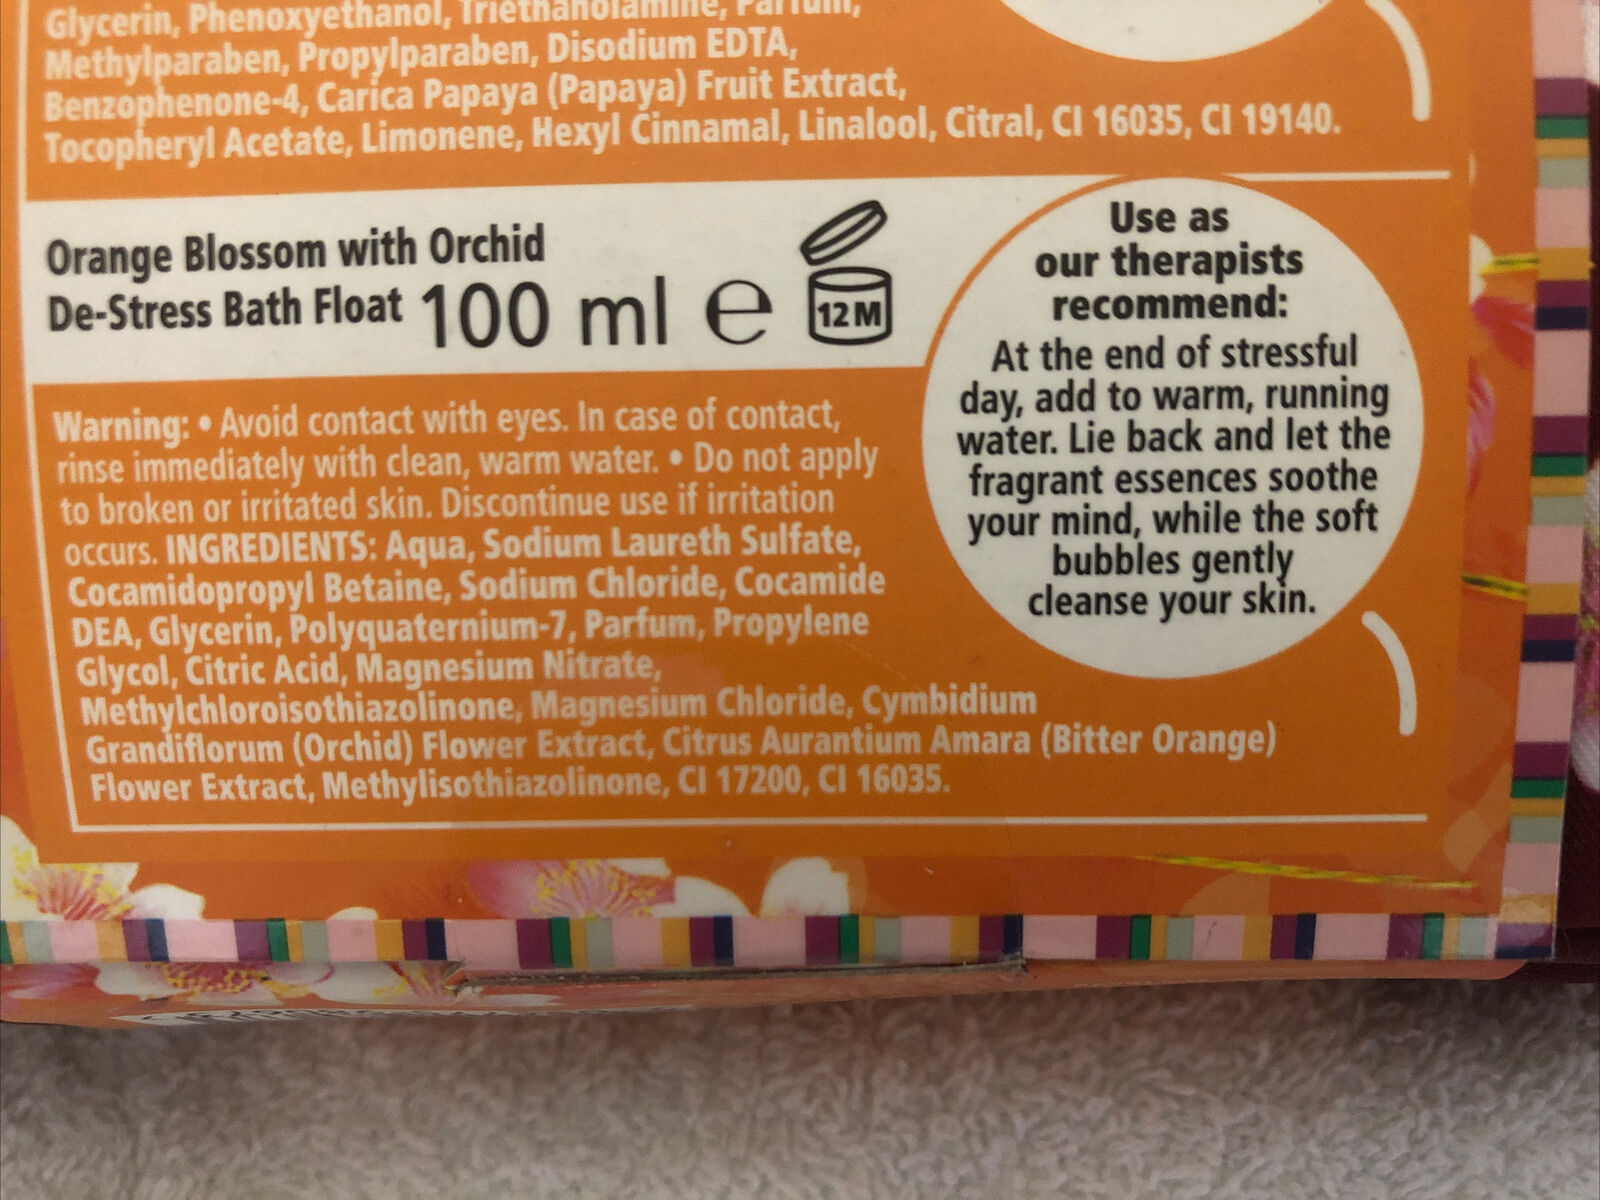 Glycerin, Phenoxyethanol, Triethanolamine, Parfum,
Methylparaben, Propylparaben, Disodium EDTA,
Benzophenone-4, Carica Papaya (Papaya) Fruit Extract,
Tocopheryl Acetate, Limonene, Hexyl Cinnamal, Linalool, Citral, CI 16035, CI 19140.
Orange Blossom with Orchid
De-Stress Bath Float 100 ml e
12M
Warning: • Avoid contact with eyes. In case of contact,
rinse immediately with clean, warm water. • Do not apply
to broken or irritated skin. Discontinue use if irritation
occurs. INGREDIENTS: Aqua, Sodium Laureth Sulfate,
Cocamidopropyl Betaine, Sodium Chloride, Cocamide
DEA, Glycerin, Polyquaternium-7, Parfum, Propylene
Glycol, Citric Acid, Magnesium Nitrate,
Methylchloroisothiazolinone, Magnesium Chloride, Cymbidium
Grandiflorum (Orchid) Flower Extract, Citrus Aurantium Amara (Bitter Orange)
Flower Extract, Methylisothiazolinone, CI 17200, CI 16035.
Use as
our therapists
recommend:
At the end of stressful
day, add to warm, running
water. Lie back and let the
fragrant essences soothe
your mind, while the soft
bubbles gently
cleanse your skin.